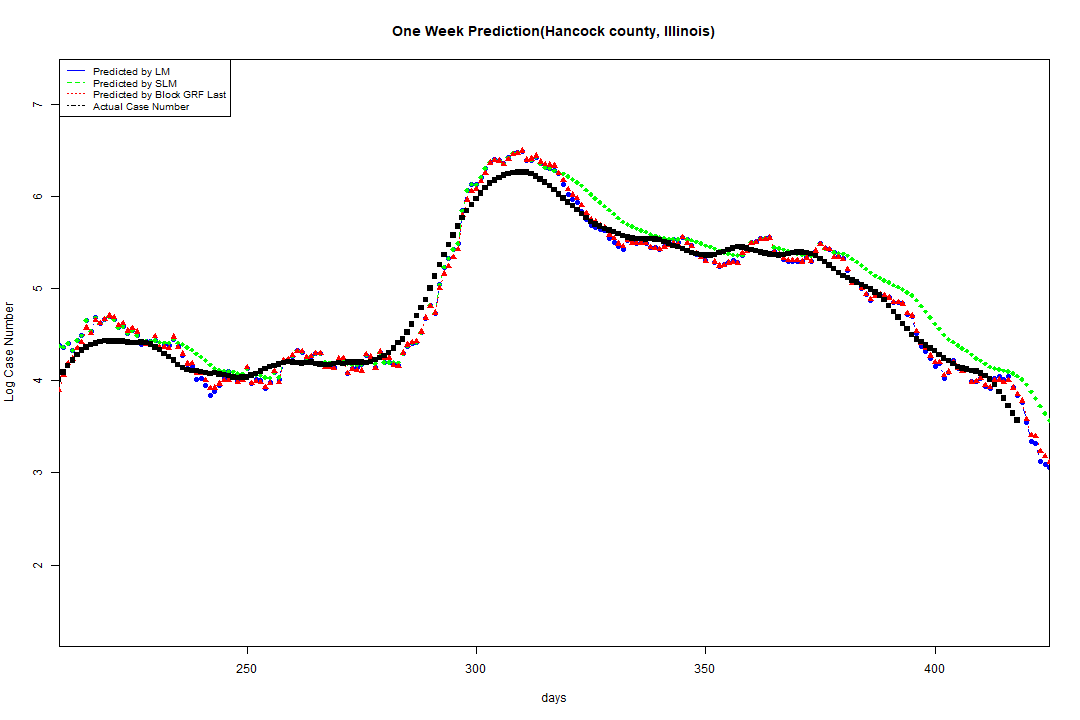 One Week Prediction(Hancock county, Illinois)
Predicted by LM
Predicted by SLM
Predicted by Block GRF Last
Actual Case Number
7
6
5
4
3
2
Log Case Number
250 300 350 400
days